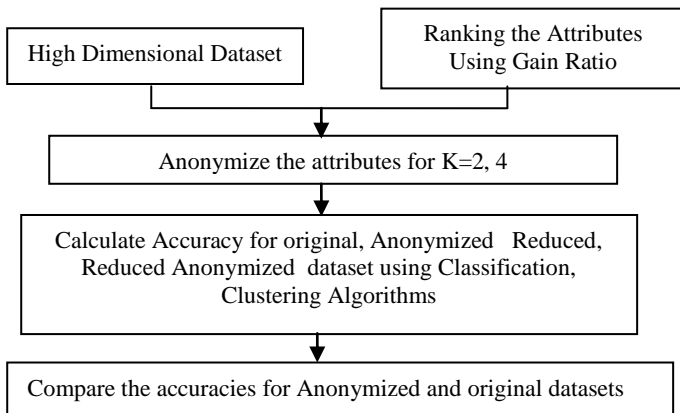 High Dimensional Dataset
Ranking the Attributes
Using Gain Ratio
Anonymize the attributes for K=2, 4
Calculate Accuracy for original, Anonymized Reduced,
Reduced Anonymized dataset using Classification,
Clustering Algorithms
Compare the accuracies for Anonymized and original datasets